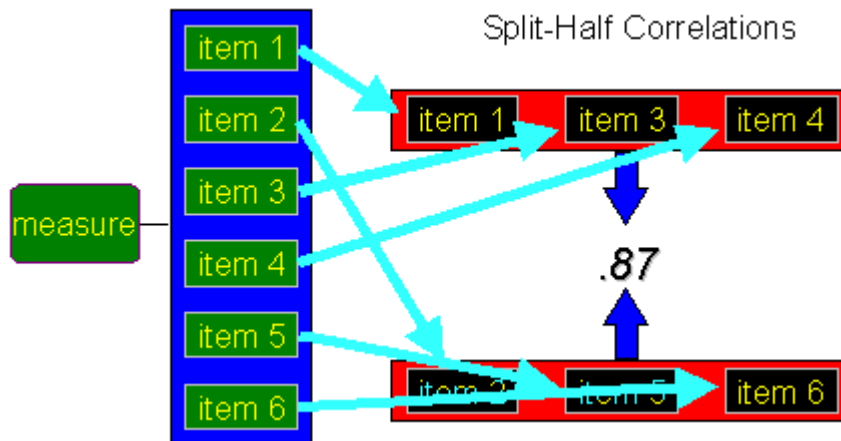 Split-Half Correlations
measure
item 1
item 2
item 3
item 4
item 5
item 6
item 1 item 3 item 4
.87
item 2 item 5 item 6